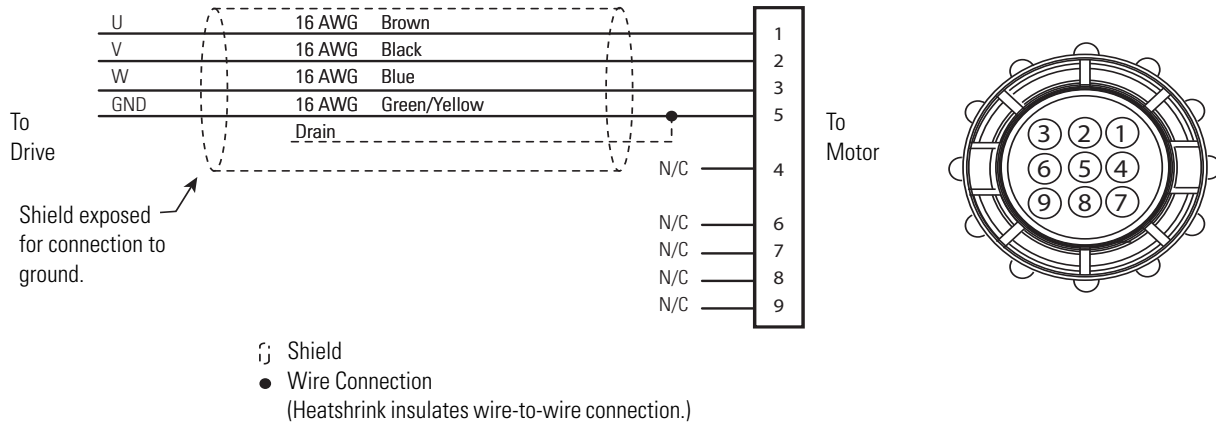 U 16 AWG Brown 1
V 16 AWG Black 2
W 16 AWG Blue 3
GND 16 AWG Green/Yellow 5
Drain
To
Drive
To
Motor
N/C 4
Shield exposed
for connection to
ground.
N/C 6
N/C 7
N/C 8
N/C 9
3 2 1
6 5 4
9 8 7
Shield
Wire Connection
(Heatshrink insulates wire-to-wire connection.)